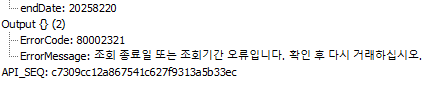 endDate: 20258220
Output {} (2)
ErrorCode: 80002321
ErrorMessage: 조회 종료일 또는 조회기간 오류입니다. 확인 후 다시 거래하십시오.
API_SEQ: c7309cc12a867541c627f9313a5b33ec